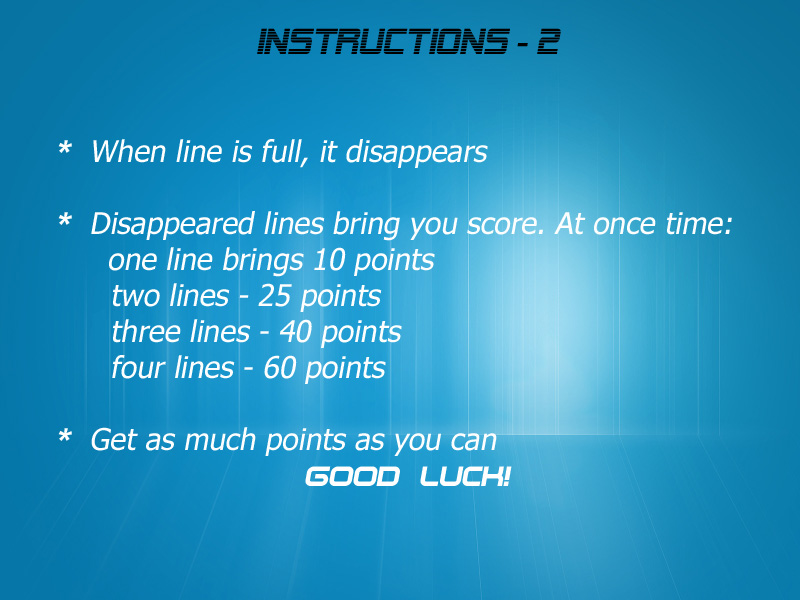 INSTRUCTIONS - 2
* When line is full, it disappears
* Disappeared lines bring you score. At once time:
one line brings 10 points
two lines - 25 points
three lines - 40 points
four lines - 60 points
* Get as much points as you can
GOOD LUCK!